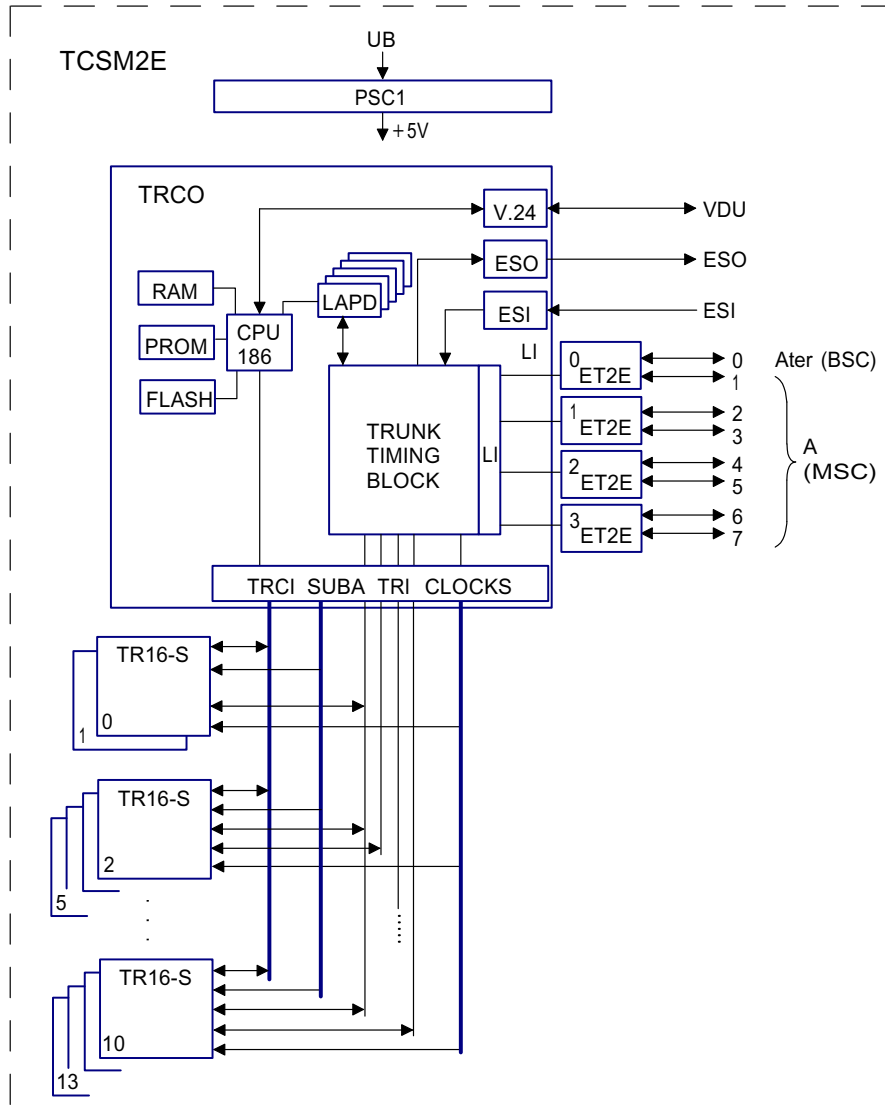 UB
TCSM2E
PSC1
+5V
TRCO
V.24
VDU
ESO
ESO
RAM
LAPD
ESI
ESI
CPU
186
PROM
FLASH
LI
0
ET2E
0
1
Ater (BSC)
1
ET2E
2
3
2
ET2E
4
5
3
ET2E
6
7
A
(MSC)
TRUNK
TIMING
BLOCK
LI
TRCI SUBA TRI CLOCKS
TR16-S
0
1
TR16-S
2
5
TR16-S
10
13